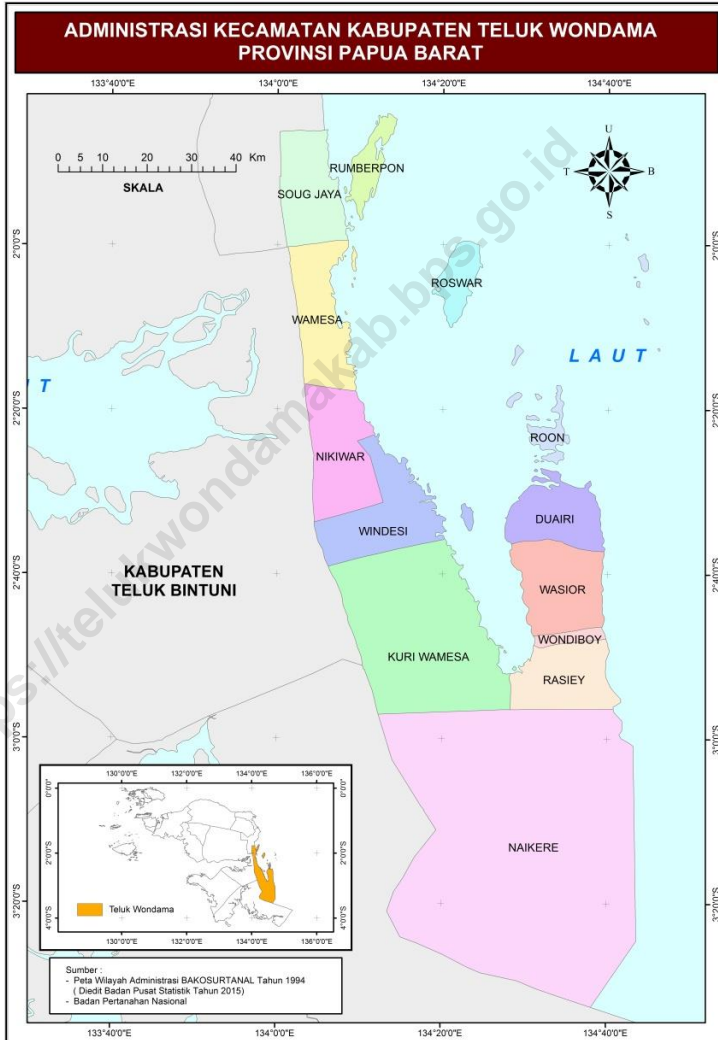 ADMINISTRASI KECAMATAN KABUPATEN TELUK WONDAMA
PROVINSI PAPUA BARAT
133°40'0"E
134°0'0"E
134°20'0"E
134°40'0"E
0 5 10 20 30 40 Km
SKALA
U
T
B
S
RUMBERPON
SOUG JAYA
2°0'0"S
2°0'0"S
ROSWAR
WAMESA
LAUT
T
2°20'0"S
2°20'0"S
ROON
NIKIWAR
DUAIRI
WINDESI
KABUPATEN
TELUK BINTUNI
2°40'0"S
2°40'0"S
WASIOR
WONDIBOY
KURI WAMESA
RASIEY
3°0'0"S
3°0'0"S
NAIKERE
3°20'0"S
3°20'0"S
130°0'0"E
132°0'0"E
134°0'0"E
136°0'0"E
0°0'0"
0°0'0"
2°0'0"S
2°0'0"S
4°0'0"S
4°0'0"S
Teluk Wondama
130°0'0"E
132°0'0"E
134°0'0"E
136°0'0"E
Sumber :
- Peta Wilayah Administrasi BAKOSURTANAL Tahun 1994
( Diedit Badan Pusat Statistik Tahun 2015)
- Badan Pertanahan Nasional
133°40'0"E
134°0'0"E
134°20'0"E
134°40'0"E
ps://telukwondamakab.bps.go.id